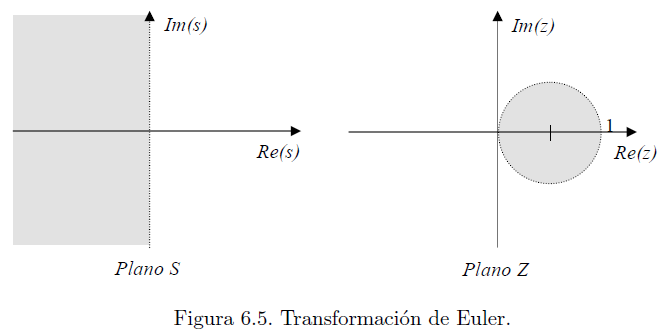 Im(s)
Im(z)
1
Re(s)
Re(z)
Plano S
Plano Z
Figura 6.5. Transformación de Euler.